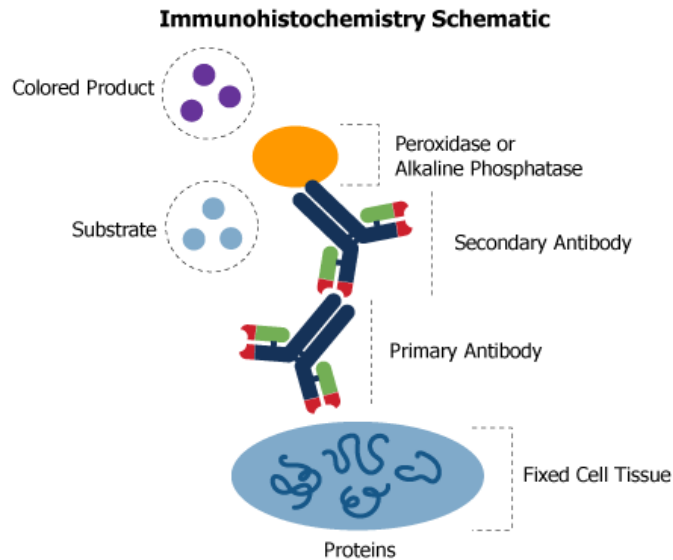 Immunohistochemistry Schematic
Colored Product
Peroxidase or
Alkaline Phosphatase
Substrate
Secondary Antibody
Primary Antibody
Fixed Cell Tissue
Proteins